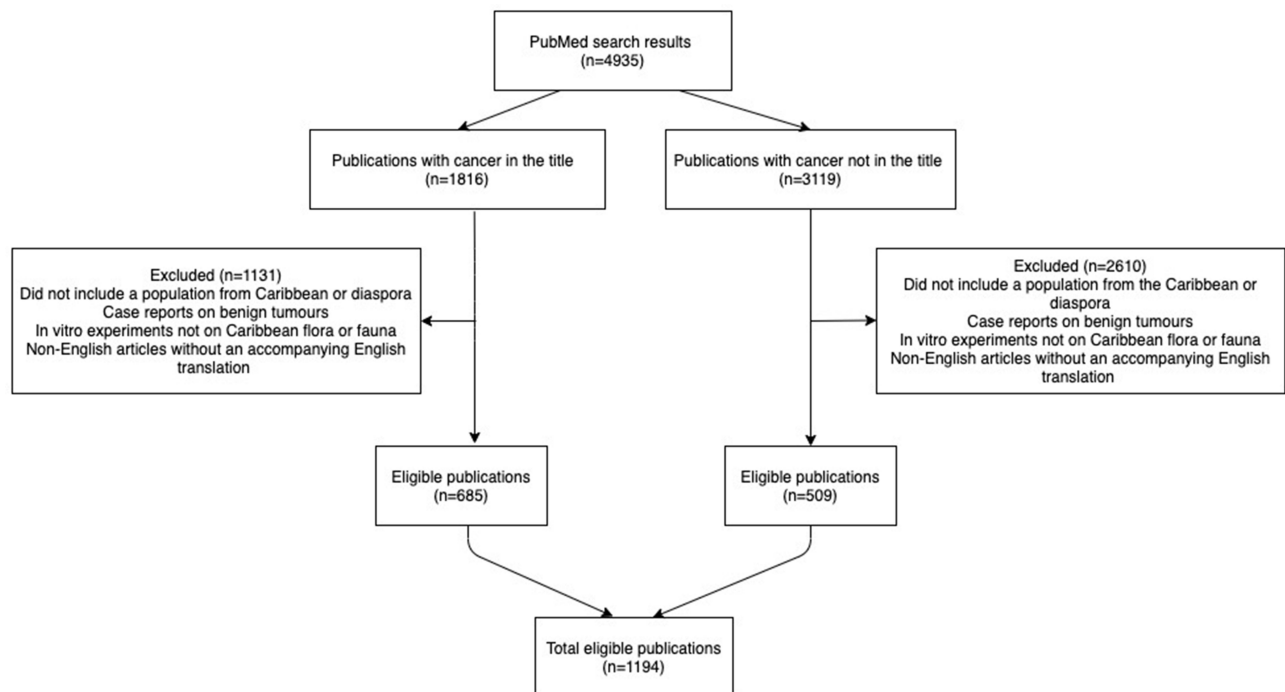 PubMed search results
(n=4935)
Publications with cancer in the title
(n=1816)
Publications with cancer not in the title
(n=3119)
Excluded (n=1131)
Did not include a population from Caribbean or diaspora
Case reports on benign tumours
In vitro experiments not on Caribbean flora or fauna
Non-English articles without an accompanying English
translation
Excluded (n=2610)
Did not include a population from the Caribbean or
diaspora
Case reports on benign tumours
In vitro experiments not on Caribbean flora or fauna
Non-English articles without an accompanying English
translation
Eligible publications
(n=685)
Eligible publications
(n=509)
Total eligible publications
(n=1194)